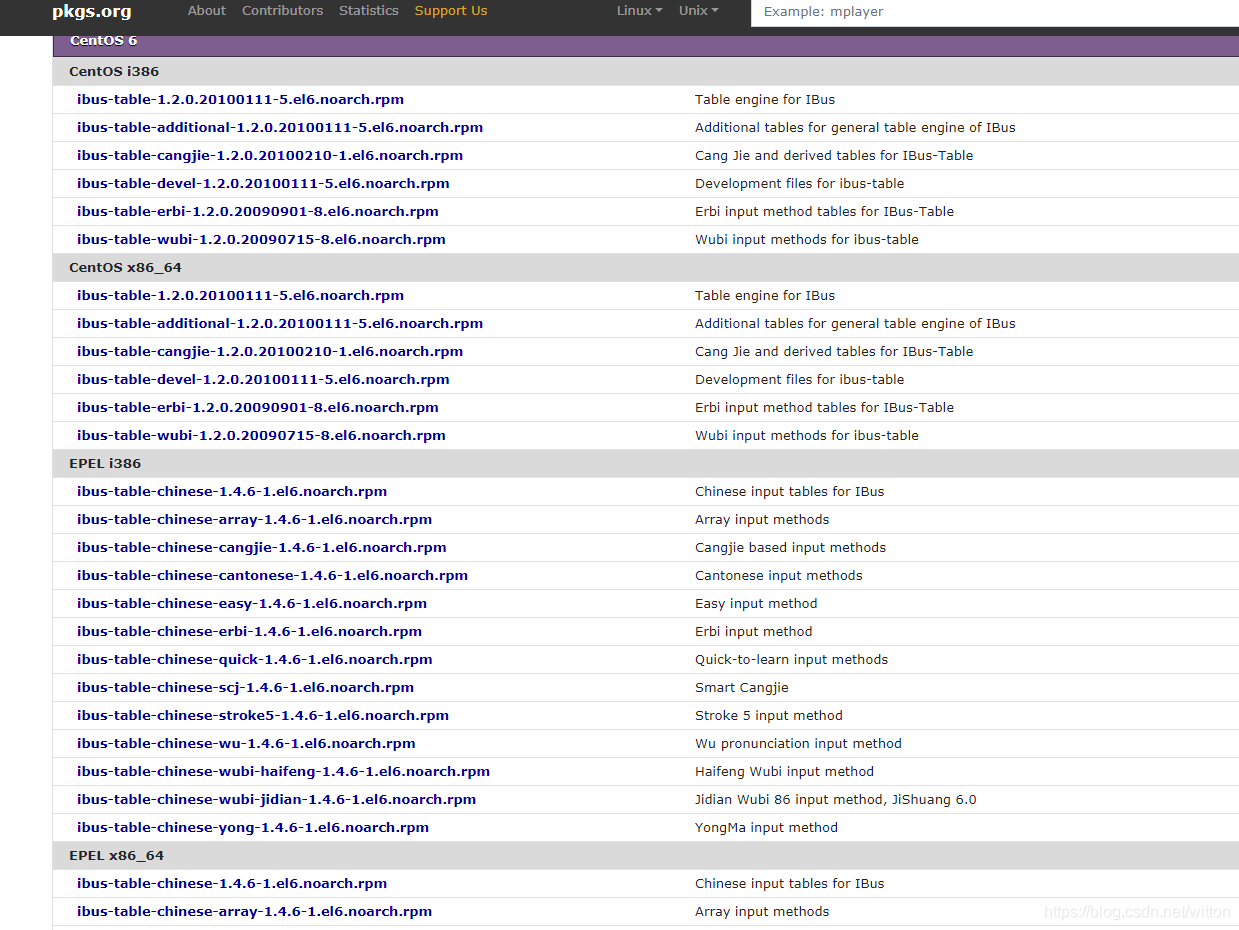 pkgs.org About Contributors Statistics Support Us Linux Unix Example: mplayer
CentOS 6
CentOS i386
ibus-table-1.2.0.20100111-5.el6.noarch.rpm Table engine for IBus
ibus-table-additional-1.2.0.20100111-5.el6.noarch.rpm Additional tables for general table engine of IBus
ibus-table-cangjie-1.2.0.20100210-1.el6.noarch.rpm Cang Jie and derived tables for IBus-Table
ibus-table-devel-1.2.0.20100111-5.el6.noarch.rpm Development files for ibus-table
ibus-table-erbi-1.2.0.20090901-8.el6.noarch.rpm Erbi input method tables for IBus-Table
ibus-table-wubi-1.2.0.20090715-8.el6.noarch.rpm Wubi input methods for ibus-table
CentOS x86_64
ibus-table-1.2.0.20100111-5.el6.noarch.rpm Table engine for IBus
ibus-table-additional-1.2.0.20100111-5.el6.noarch.rpm Additional tables for general table engine of IBus
ibus-table-cangjie-1.2.0.20100210-1.el6.noarch.rpm Cang Jie and derived tables for IBus-Table
ibus-table-devel-1.2.0.20100111-5.el6.noarch.rpm Development files for ibus-table
ibus-table-erbi-1.2.0.20090901-8.el6.noarch.rpm Erbi input method tables for IBus-Table
ibus-table-wubi-1.2.0.20090715-8.el6.noarch.rpm Wubi input methods for ibus-table
EPEL i386
ibus-table-chinese-1.4.6-1.el6.noarch.rpm Chinese input tables for IBus
ibus-table-chinese-array-1.4.6-1.el6.noarch.rpm Array input methods
ibus-table-chinese-cangjie-1.4.6-1.el6.noarch.rpm Cangjie based input methods
ibus-table-chinese-cantonese-1.4.6-1.el6.noarch.rpm Cantonese input methods
ibus-table-chinese-easy-1.4.6-1.el6.noarch.rpm Easy input method
ibus-table-chinese-erbi-1.4.6-1.el6.noarch.rpm Erbi input method
ibus-table-chinese-quick-1.4.6-1.el6.noarch.rpm Quick-to-learn input methods
ibus-table-chinese-scj-1.4.6-1.el6.noarch.rpm Smart Cangjie
ibus-table-chinese-stroke5-1.4.6-1.el6.noarch.rpm Stroke 5 input method
ibus-table-chinese-wu-1.4.6-1.el6.noarch.rpm Wu pronunciation input method
ibus-table-chinese-wubi-haifeng-1.4.6-1.el6.noarch.rpm Haifeng Wubi input method
ibus-table-chinese-wubi-jidian-1.4.6-1.el6.noarch.rpm Jidian Wubi 86 input method, JiShuang 6.0
ibus-table-chinese-yong-1.4.6-1.el6.noarch.rpm YongMa input method
EPEL x86_64
ibus-table-chinese-1.4.6-1.el6.noarch.rpm Chinese input tables for IBus
ibus-table-chinese-array-1.4.6-1.el6.noarch.rpm Array input methods
https://blog.csdn.net/witton